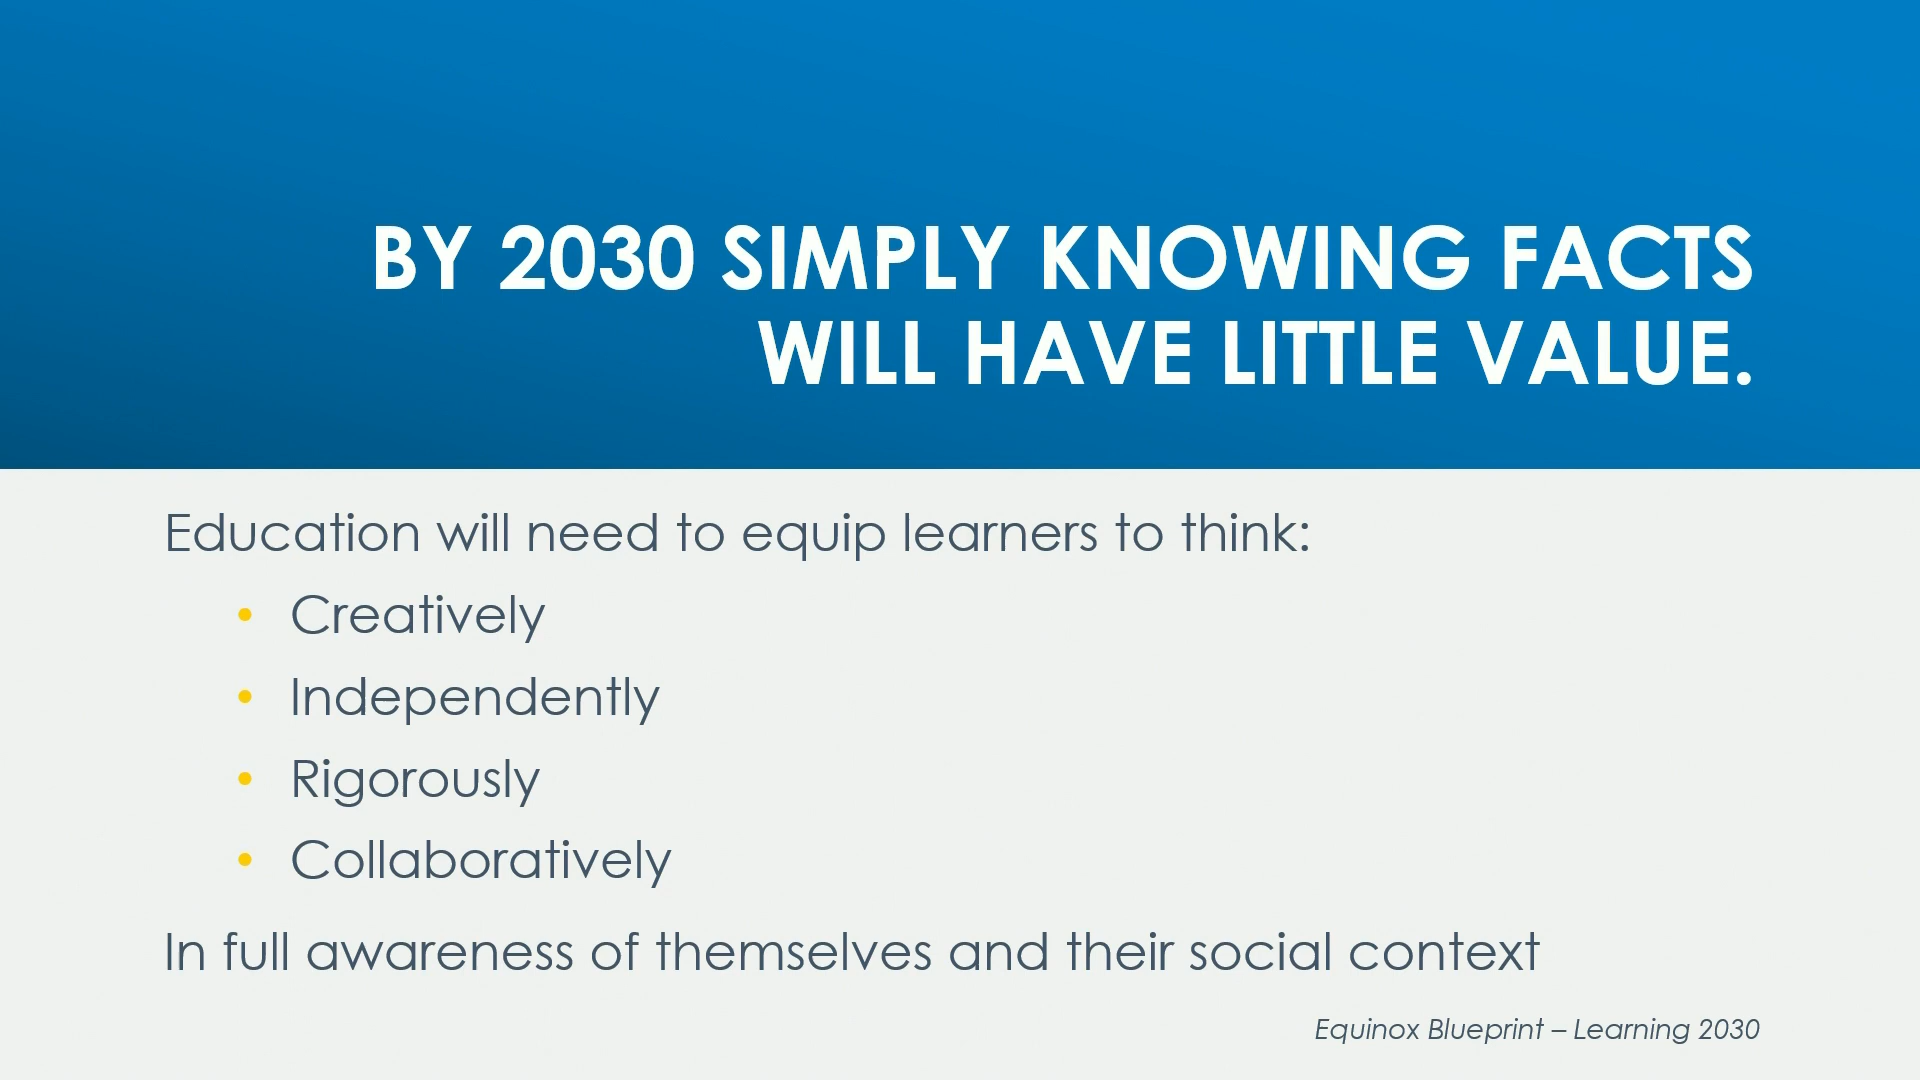 BY 2030 SIMPLY KNOWING FACTS
WILL HAVE LITTLE VALUE.
Education will need to equip learners to think:
• Creatively
• Independently
• Rigorously
• Collaboratively
In full awareness of themselves and their social context
Equinox Blueprint – Learning 2030